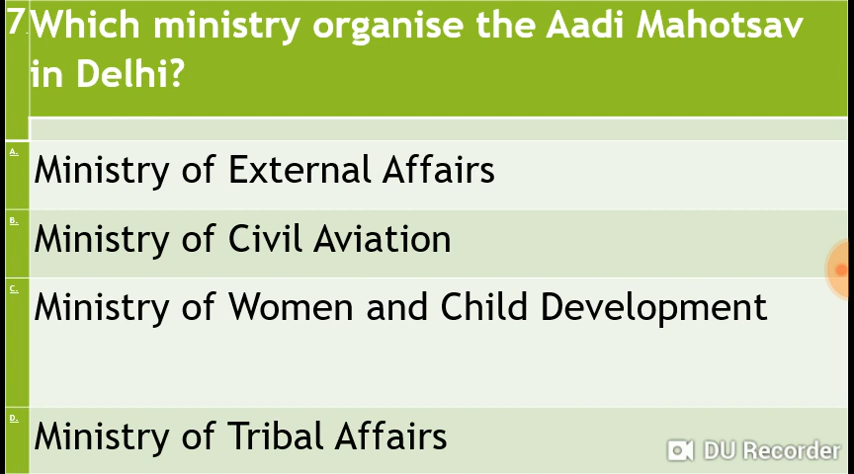 7.
Which ministry organise the Aadi Mahotsav
in Delhi?
A.
Ministry of External Affairs
B.
Ministry of Civil Aviation
C.
Ministry of Women and Child Development
D.
Ministry of Tribal Affairs
DU Recorder